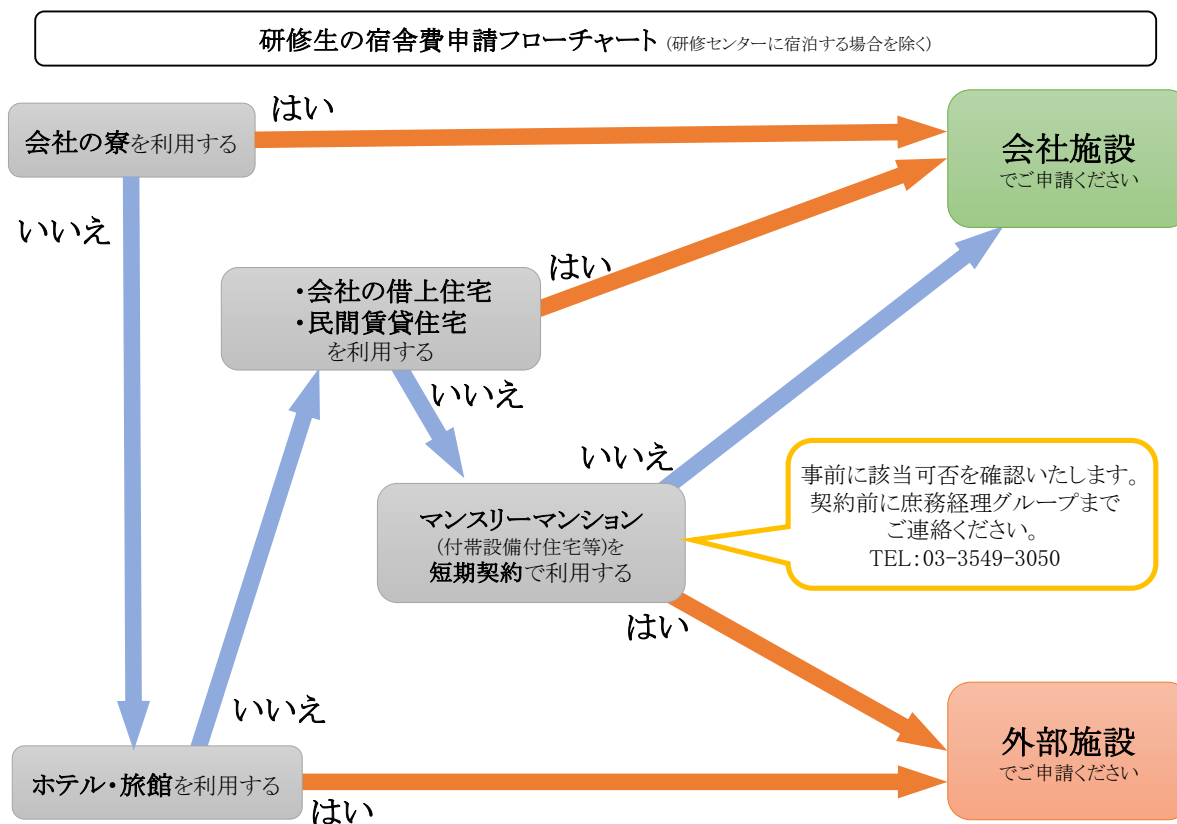 研修生の宿舎費申請フローチャート (研修センターに宿泊する場合を除く)
会社の寮を利用する
はい
会社施設
でご申請ください
いいえ
・会社の借上住宅
・民間賃貸住宅
を利用する
はい
いいえ
マンスリーマンション
(付帯設備付住宅等)を
短期契約で利用する
いいえ
事前に該当可否を確認いたします。
契約前に庶務経理グループまで
ご連絡ください。
TEL:03-3549-3050
はい
いいえ
ホテル・旅館を利用する
はい
外部施設
でご申請ください